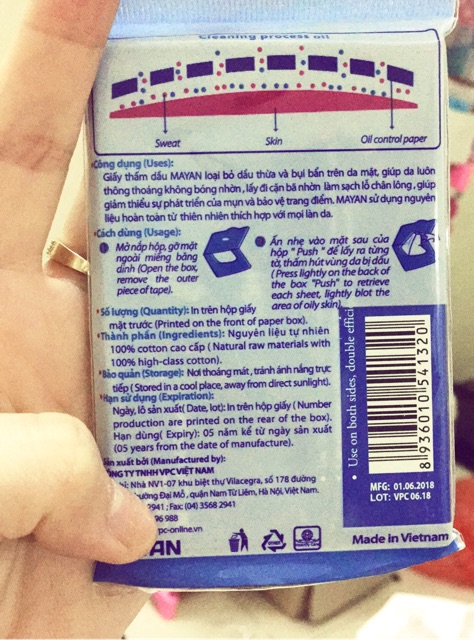 Cleaning process oil
Sweat
Skin
Oil control paper
•Công dụng (Uses):
Giấy thấm dầu MAYAN loại bỏ dầu thừa và bụi bẩn trên da mặt, giúp da luôn
thông thoáng không bóng nhờn, lấy đi cặn bã nhờn làm sạch lỗ chân lông, giúp
giảm thiểu sự phát triển của mụn và bảo vệ trang điểm. MAYAN sử dụng nguyên
liệu hoàn toàn từ thiên nhiên thích hợp với mọi làn da.
•Cách dùng (Usage):
Mở nắp hộp, gỡ mặt
ngoài miếng băng
dính (Open the box,
remove the outer
piece of tape).
Ấn nhẹ vào mặt sau của
hộp " Push " để lấy ra từng
tờ, thấm hút vùng da bị dầu
( Press lightly on the back of
the box "Push" to retrieve
each sheet, lightly blot the
area of oily skin).
•Số lượng (Quantity): In trên hộp giấy
mặt trước (Printed on the front of paper box).
•Thành phần (Ingredients): Nguyên liệu tự nhiên
100% cotton cao cấp ( Natural raw materials with
100% high-class cotton).
•Bảo quản (Storage): Nơi thoáng mát, tránh ánh nắng trực
tiếp ( Stored in a cool place, away from direct sunlight).
•Hạn sử dụng (Expiration):
Ngày, lô sản xuất( Date, lot): In trên hộp giấy ( Number
production are printed on the rear of the box).
Hạn dùng( Expiry): 05 năm kể từ ngày sản xuất
(05 years from the date of manufacture).
xuất bởi (Manufactured by):
TY TNHH VPC VIỆT NAM
Nhà NV1-07 khu biệt thự Vilacegra, số 178 đường
Đại Mỗ, quận Nam Từ Liêm, Hà Nội, Việt Nam.
2941 ; Fax: (04) 3568 2941
96 988
pc-online.vn
AN
• Use on both sides, double effici
8 936010 541320
MFG: 01.06.2018
LOT: VPC 06.18
Made in Vietnam